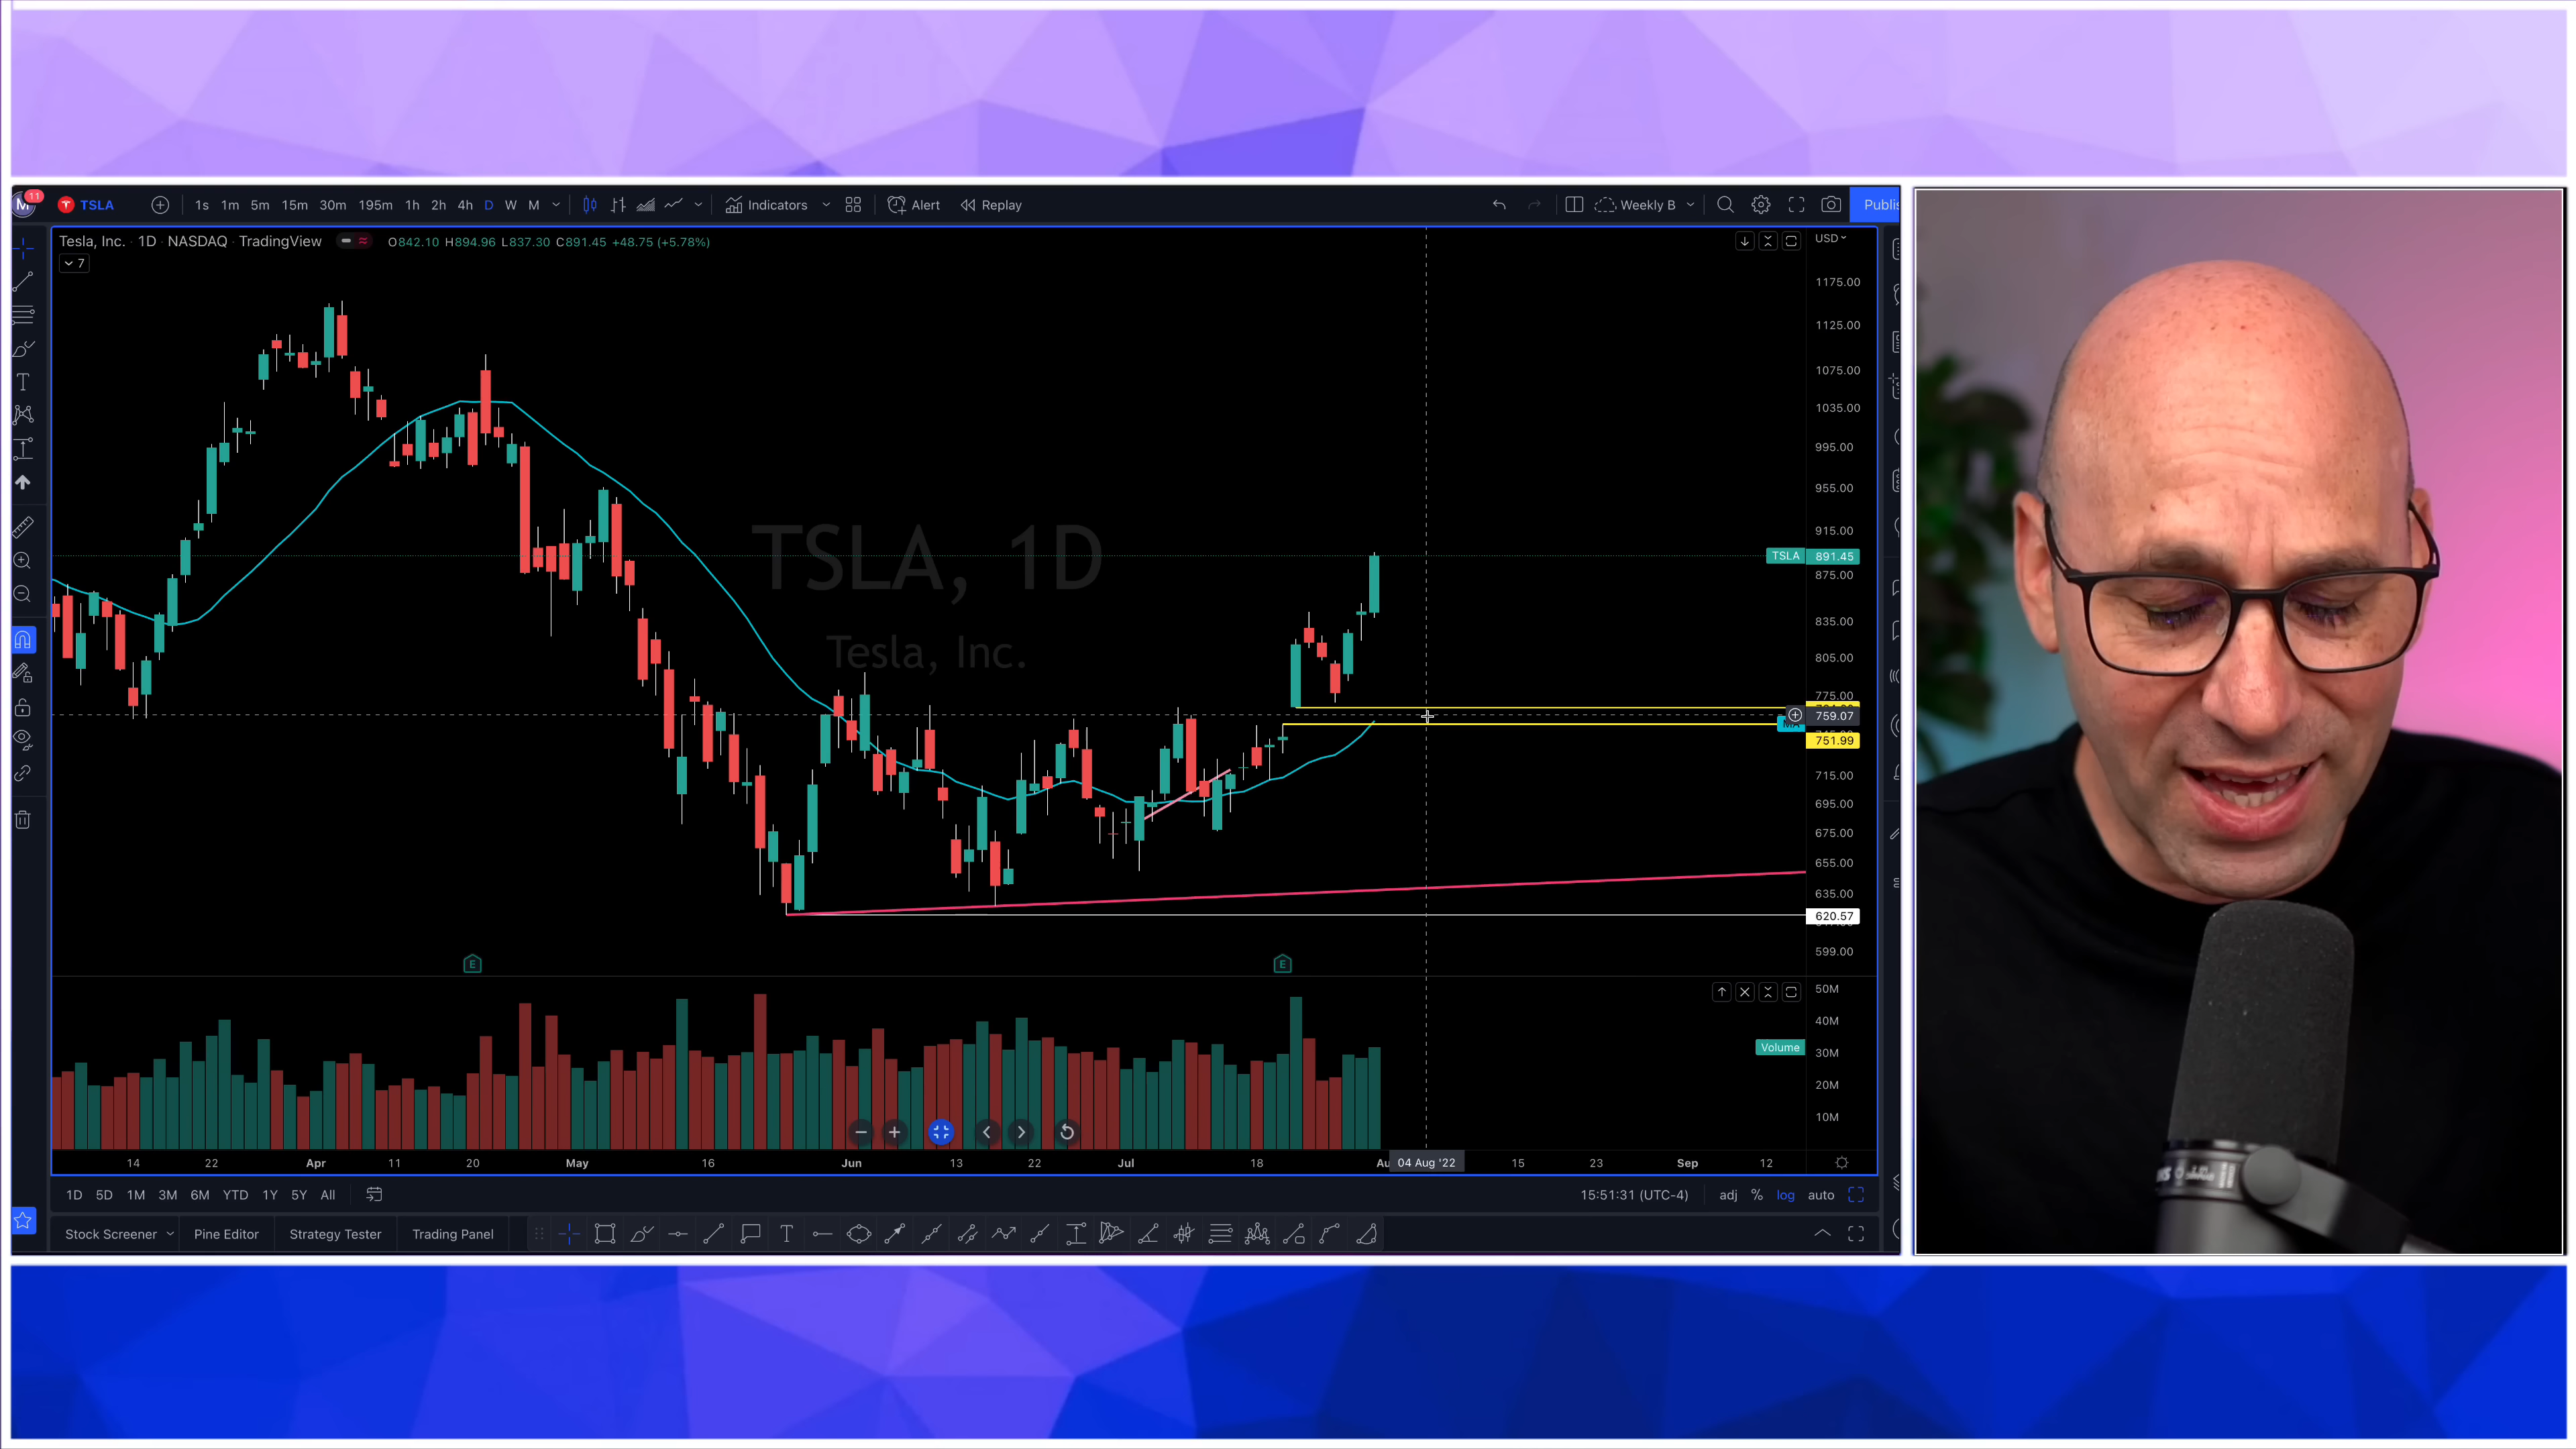 11
M TSLA 1s 1m 5m 15m 30m 195m 1h 2h 4h D W M Indicators Alert Replay Weekly B Publis
Tesla, Inc. · 1D · NASDAQ · TradingView O842.10 H894.96 L837.30 C891.45 +48.75 (+5.78%) USD
7
1175.00
1125.00
1075.00
1035.00
995.00
955.00
915.00
TSLA, 1D
Tesla, Inc.
TSLA 891.45
875.00
835.00
805.00
775.00
759.07
MA
751.99
715.00
695.00
675.00
655.00
635.00
620.57
599.00
E E
50M
40M
Volume
30M
20M
10M
14 22 Apr 11 20 May 16 Jun 13 22 Jul 18 Au 04 Aug '22 15 23 Sep 12
1D 5D 1M 3M 6M YTD 1Y 5Y All 15:51:31 (UTC-4) adj % log auto
Stock Screener Pine Editor Strategy Tester Trading Panel